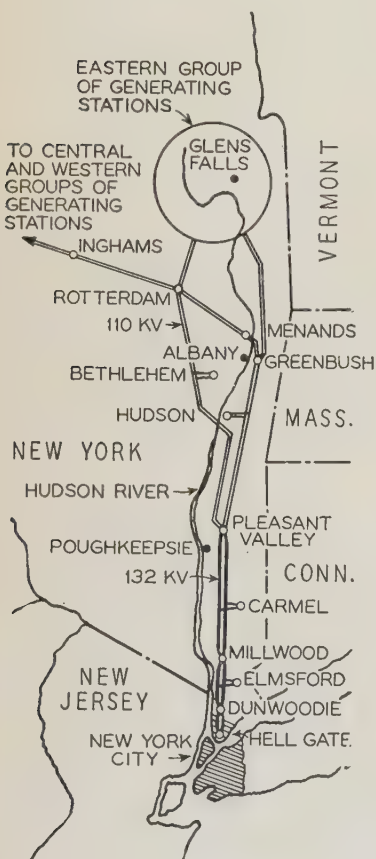 EASTERN GROUP
OF GENERATING
STATIONS
GLENS
FALLS
TO CENTRAL
AND WESTERN
GROUPS OF
GENERATING
STATIONS
VERMONT
INGHAMS
ROTTERDAM
110 KV
MENANDS
ALBANY
GREENBUSH
BETHLEHEM
HUDSON
MASS.
NEW YORK
HUDSON RIVER
PLEASANT
VALLEY
POUGHKEEPSIE
132 KV
CONN.
CARMEL
MILLWOOD
NEW
JERSEY
ELMSFORD
DUNWOODIE
NEW YORK
CITY
HELL GATE.